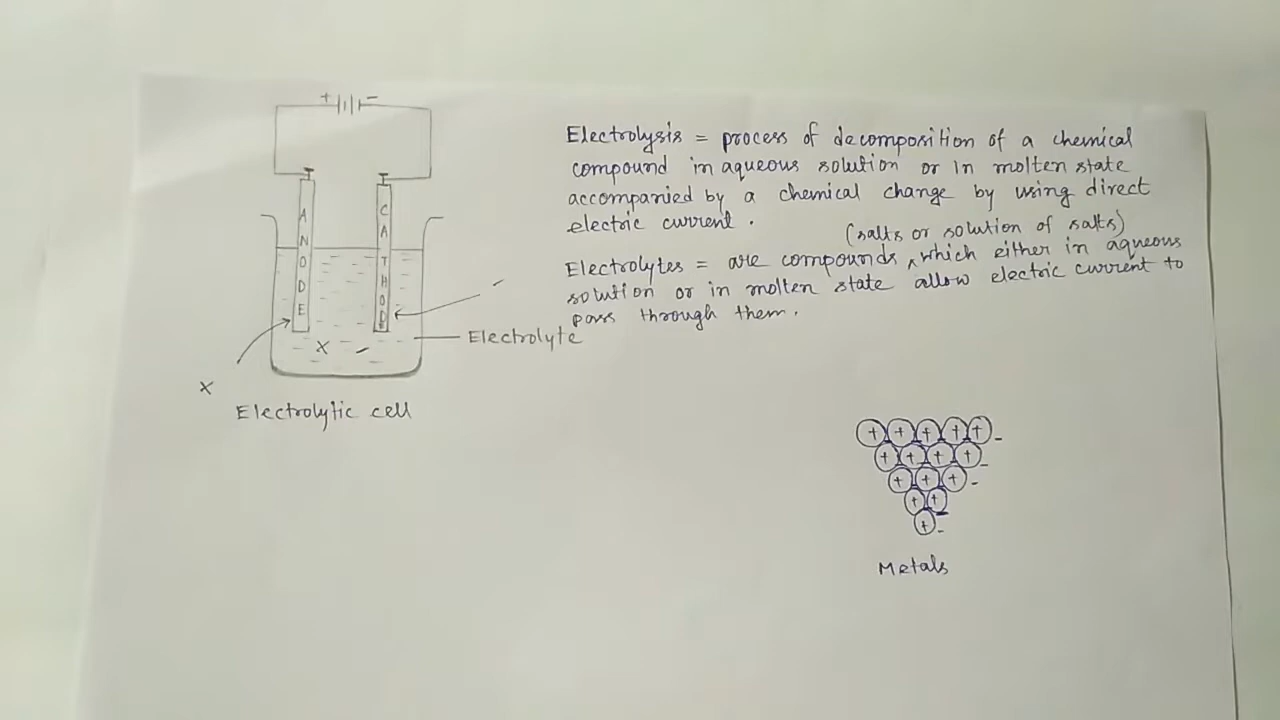 + -
ANODE
CATHODE
x -
Electrolyte
x
Electrolytic cell
Electrolysis = process of decomposition of a chemical
compound in aqueous solution or in molten state
accompanied by a chemical change by using direct
electric current.
(salts or solution of salts)
Electrolytes = are compounds ^ which either in aqueous
solution or in molten state allow electric current to
pass through them.
+ + + + + -
+ + + + -
+ + + -
+ +
+ -
Metals